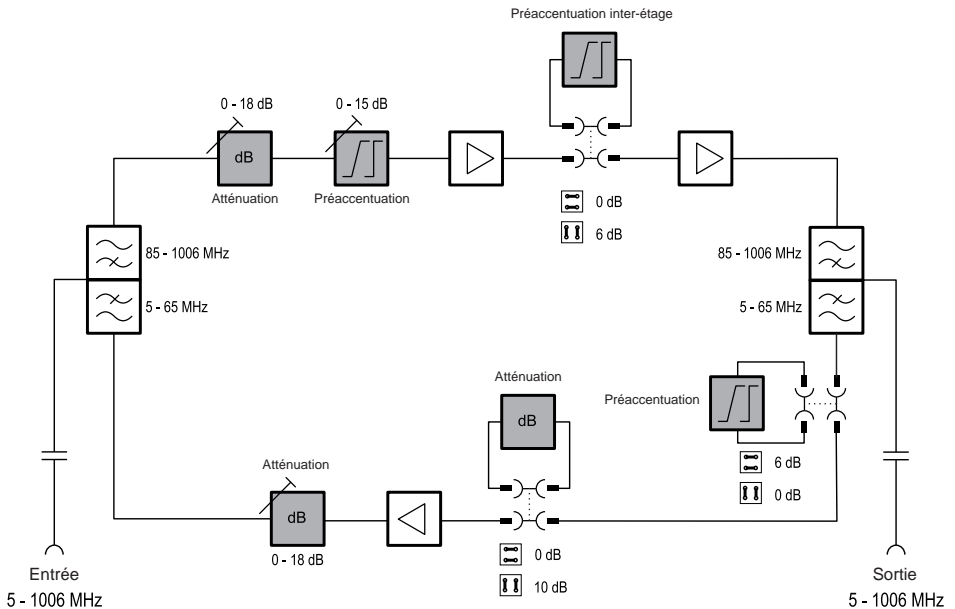 Préaccentuation inter-étage
0 - 18 dB
0 - 15 dB
dB
Atténuation
Préaccentuation
0 dB
6 dB
85 - 1006 MHz
5 - 65 MHz
85 - 1006 MHz
5 - 65 MHz
Atténuation
dB
Préaccentuation
6 dB
0 dB
Atténuation
dB
0 - 18 dB
0 dB
10 dB
Entrée
5 - 1006 MHz
Sortie
5 - 1006 MHz